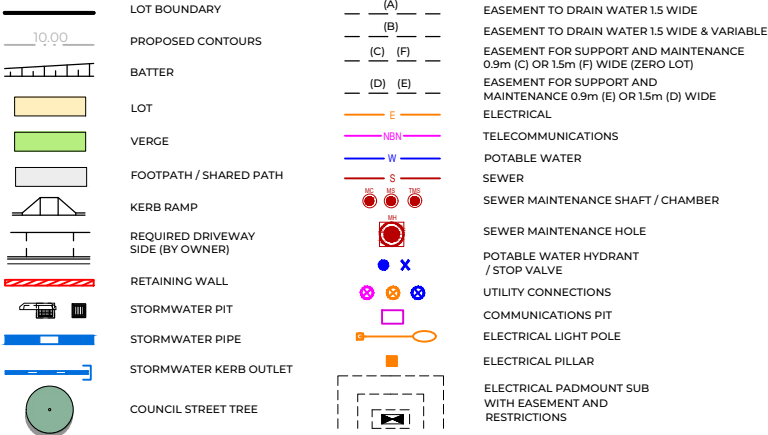 LOT BOUNDARY
10.00
PROPOSED CONTOURS
BATTER
LOT
VERGE
FOOTPATH / SHARED PATH
KERB RAMP
REQUIRED DRIVEWAY
SIDE (BY OWNER)
RETAINING WALL
STORMWATER PIT
STORMWATER PIPE
STORMWATER KERB OUTLET
COUNCIL STREET TREE
(A)
EASEMENT TO DRAIN WATER 1.5 WIDE
(B)
EASEMENT TO DRAIN WATER 1.5 WIDE & VARIABLE
(C) (F)
EASEMENT FOR SUPPORT AND MAINTENANCE
0.9m (C) OR 1.5m (F) WIDE (ZERO LOT)
(D) (E)
EASEMENT FOR SUPPORT AND
MAINTENANCE 0.9m (E) OR 1.5m (D) WIDE
E
ELECTRICAL
NBN
TELECOMMUNICATIONS
W
POTABLE WATER
S
SEWER
MC MS TMS
SEWER MAINTENANCE SHAFT / CHAMBER
MH
SEWER MAINTENANCE HOLE
POTABLE WATER HYDRANT
/ STOP VALVE
UTILITY CONNECTIONS
COMMUNICATIONS PIT
ELECTRICAL LIGHT POLE
ELECTRICAL PILLAR
ELECTRICAL PADMOUNT SUB
WITH EASEMENT AND
RESTRICTIONS